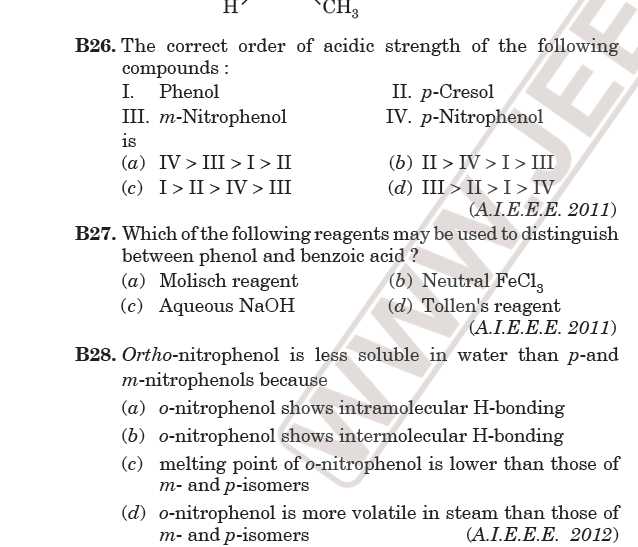 H CH₃
B26. The correct order of acidic strength of the following
compounds :
I. Phenol II. p-Cresol
III. m-Nitrophenol IV. p-Nitrophenol
is
(a) IV > III > I > II (b) II > IV > I > III
(c) I > II > IV > III (d) III > II > I > IV
(A.I.E.E.E. 2011)
B27. Which of the following reagents may be used to distinguish
between phenol and benzoic acid ?
(a) Molisch reagent (b) Neutral FeCl₃
(c) Aqueous NaOH (d) Tollen's reagent
(A.I.E.E.E. 2011)
B28. Ortho-nitrophenol is less soluble in water than p-and
m-nitrophenols because
(a) o-nitrophenol shows intramolecular H-bonding
(b) o-nitrophenol shows intermolecular H-bonding
(c) melting point of o-nitrophenol is lower than those of
m- and p-isomers
(d) o-nitrophenol is more volatile in steam than those of
m- and p-isomers (A.I.E.E.E. 2012)
WWW.JEE